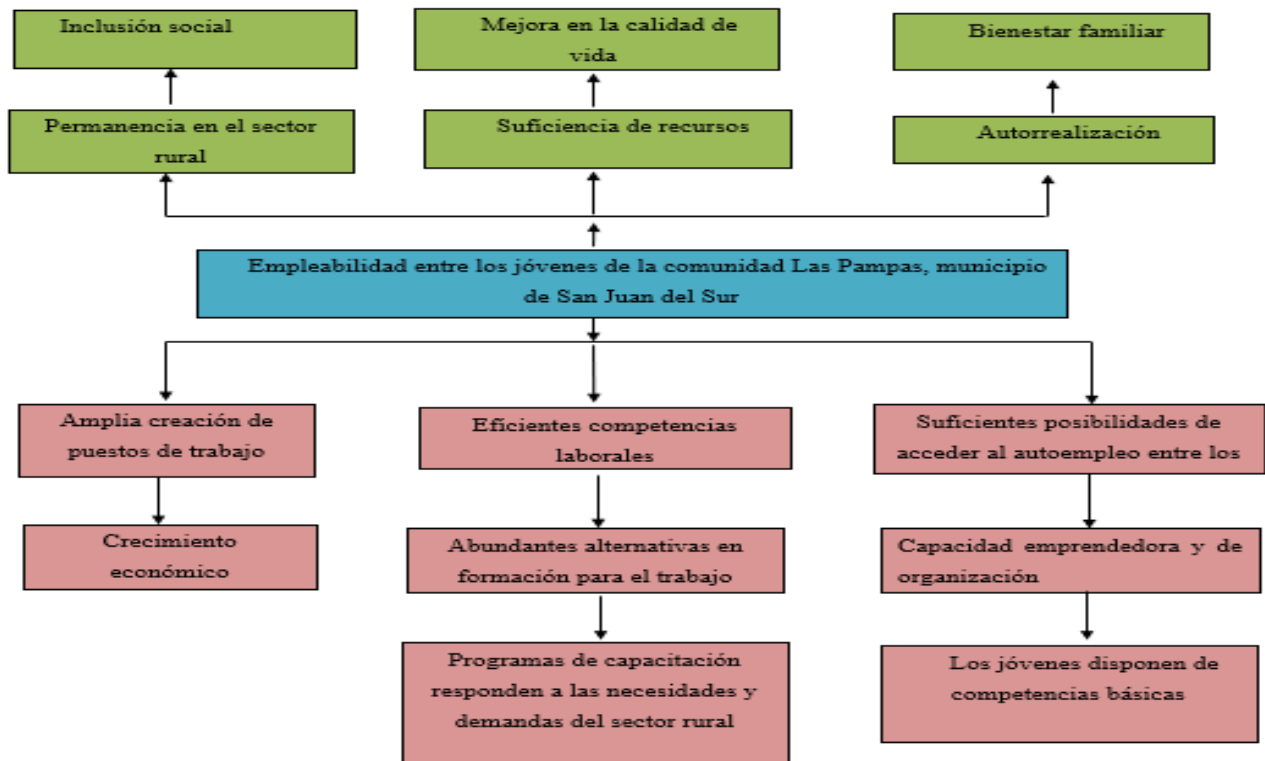 Inclusión social
Mejora en la calidad de
vida
Bienestar familiar
Permanencia en el sector
rural
Suficiencia de recursos
Autorrealización
Empleabilidad entre los jóvenes de la comunidad Las Pampas, municipio
de San Juan del Sur
Amplia creación de
puestos de trabajo
Eficientes competencias
laborales
Suficientes posibilidades de
acceder al autoempleo entre los
Crecimiento
económico
Abundantes alternativas en
formación para el trabajo
Capacidad emprendedora y de
organización
Programas de capacitación
responden a las necesidades y
demandas del sector rural
Los jóvenes disponen de
competencias básicas